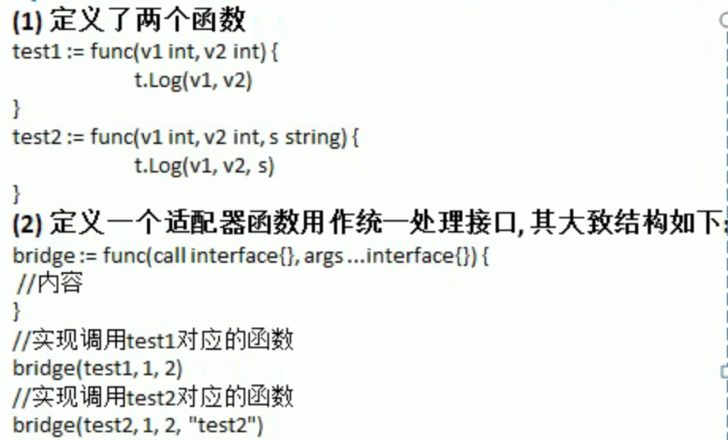 (1) 定义了两个函数
test1 := func(v1 int, v2 int) {
t.Log(v1, v2)
}
test2 := func(v1 int, v2 int, s string) {
t.Log(v1, v2, s)
}
(2) 定义一个适配器函数用作统一处理接口, 其大致结构如下:
bridge := func(call interface{}, args ...interface{}) {
//内容
}
//实现调用test1对应的函数
bridge(test1, 1, 2)
//实现调用test2对应的函数
bridge(test2, 1, 2, "test2")